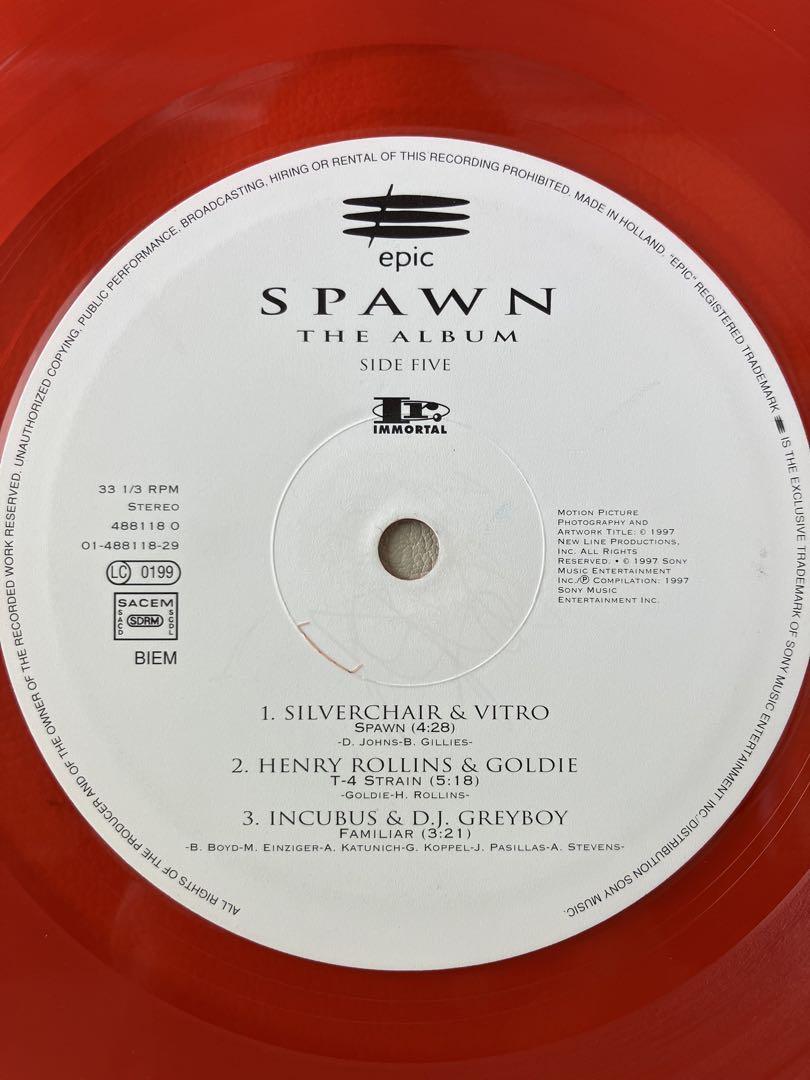 ALL RIGHTS OF THE PRODUCER AND OF THE OWNER OF THE RECORDED WORK RESERVED. UNAUTHORIZED COPYING, PUBLIC PERFORMANCE, BROADCASTING, HIRING OR RENTAL OF THIS RECORDING PROHIBITED. MADE IN HOLLAND. "EPIC" REGISTERED TRADEMARK IS THE EXCLUSIVE TRADEMARK OF SONY MUSIC ENTERTAINMENT INC./DISTRIBUTION SONY MUSIC.
epic
SPAWN
THE ALBUM
SIDE FIVE
Ir.
IMMORTAL
33 1/3 RPM
STEREO
488118 0
01-488118-29
LC 0199
SACEM
SACD SDRM SGDL
BIEM
MOTION PICTURE
PHOTOGRAPHY AND
ARTWORK TITLE: © 1997
NEW LINE PRODUCTIONS,
INC. ALL RIGHTS
RESERVED. • © 1997 SONY
MUSIC ENTERTAINMENT
INC./℗ COMPILATION: 1997
SONY MUSIC
ENTERTAINMENT INC.
1. SILVERCHAIR & VITRO
SPAWN (4:28)
-D. JOHNS-B. GILLIES-
2. HENRY ROLLINS & GOLDIE
T-4 STRAIN (5:18)
-GOLDIE-H. ROLLINS-
3. INCUBUS & D.J. GREYBOY
FAMILIAR (3:21)
-B. BOYD-M. EINZIGER-A. KATUNICH-G. KOPPEL-J. PASILLAS-A. STEVENS-